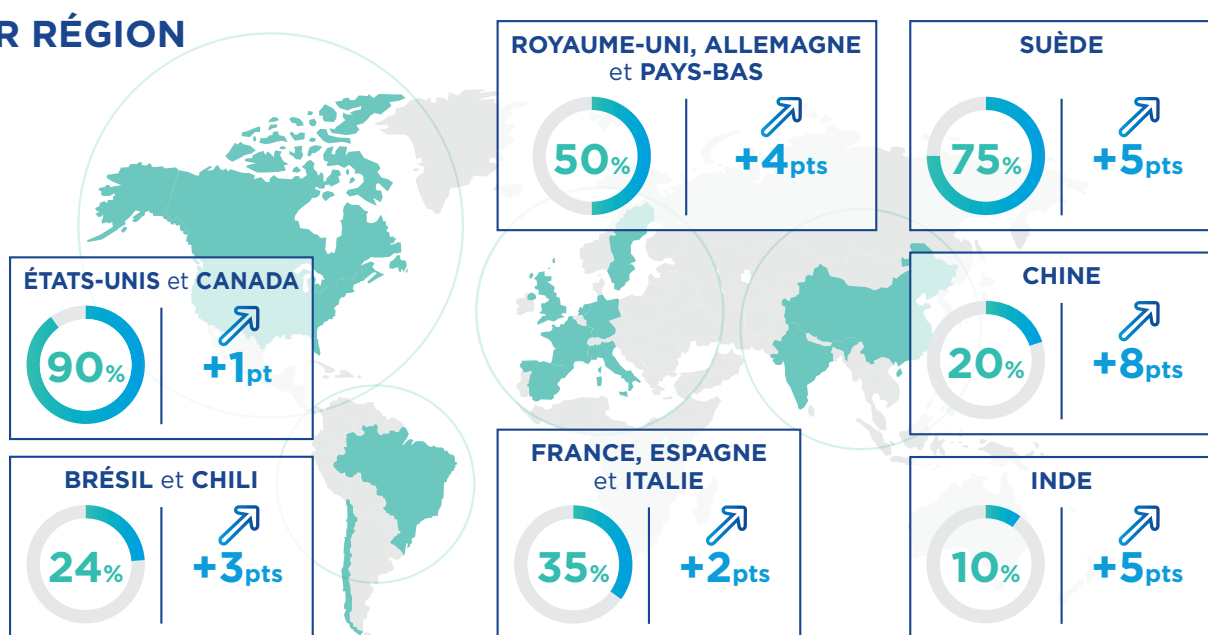 R RÉGION
ROYAUME-UNI, ALLEMAGNE
et PAYS-BAS
50%
+4pts
SUÈDE
75%
+5pts
ÉTATS-UNIS et CANADA
90%
+1pt
CHINE
20%
+8pts
BRÉSIL et CHILI
24%
+3pts
FRANCE, ESPAGNE
et ITALIE
35%
+2pts
INDE
10%
+5pts